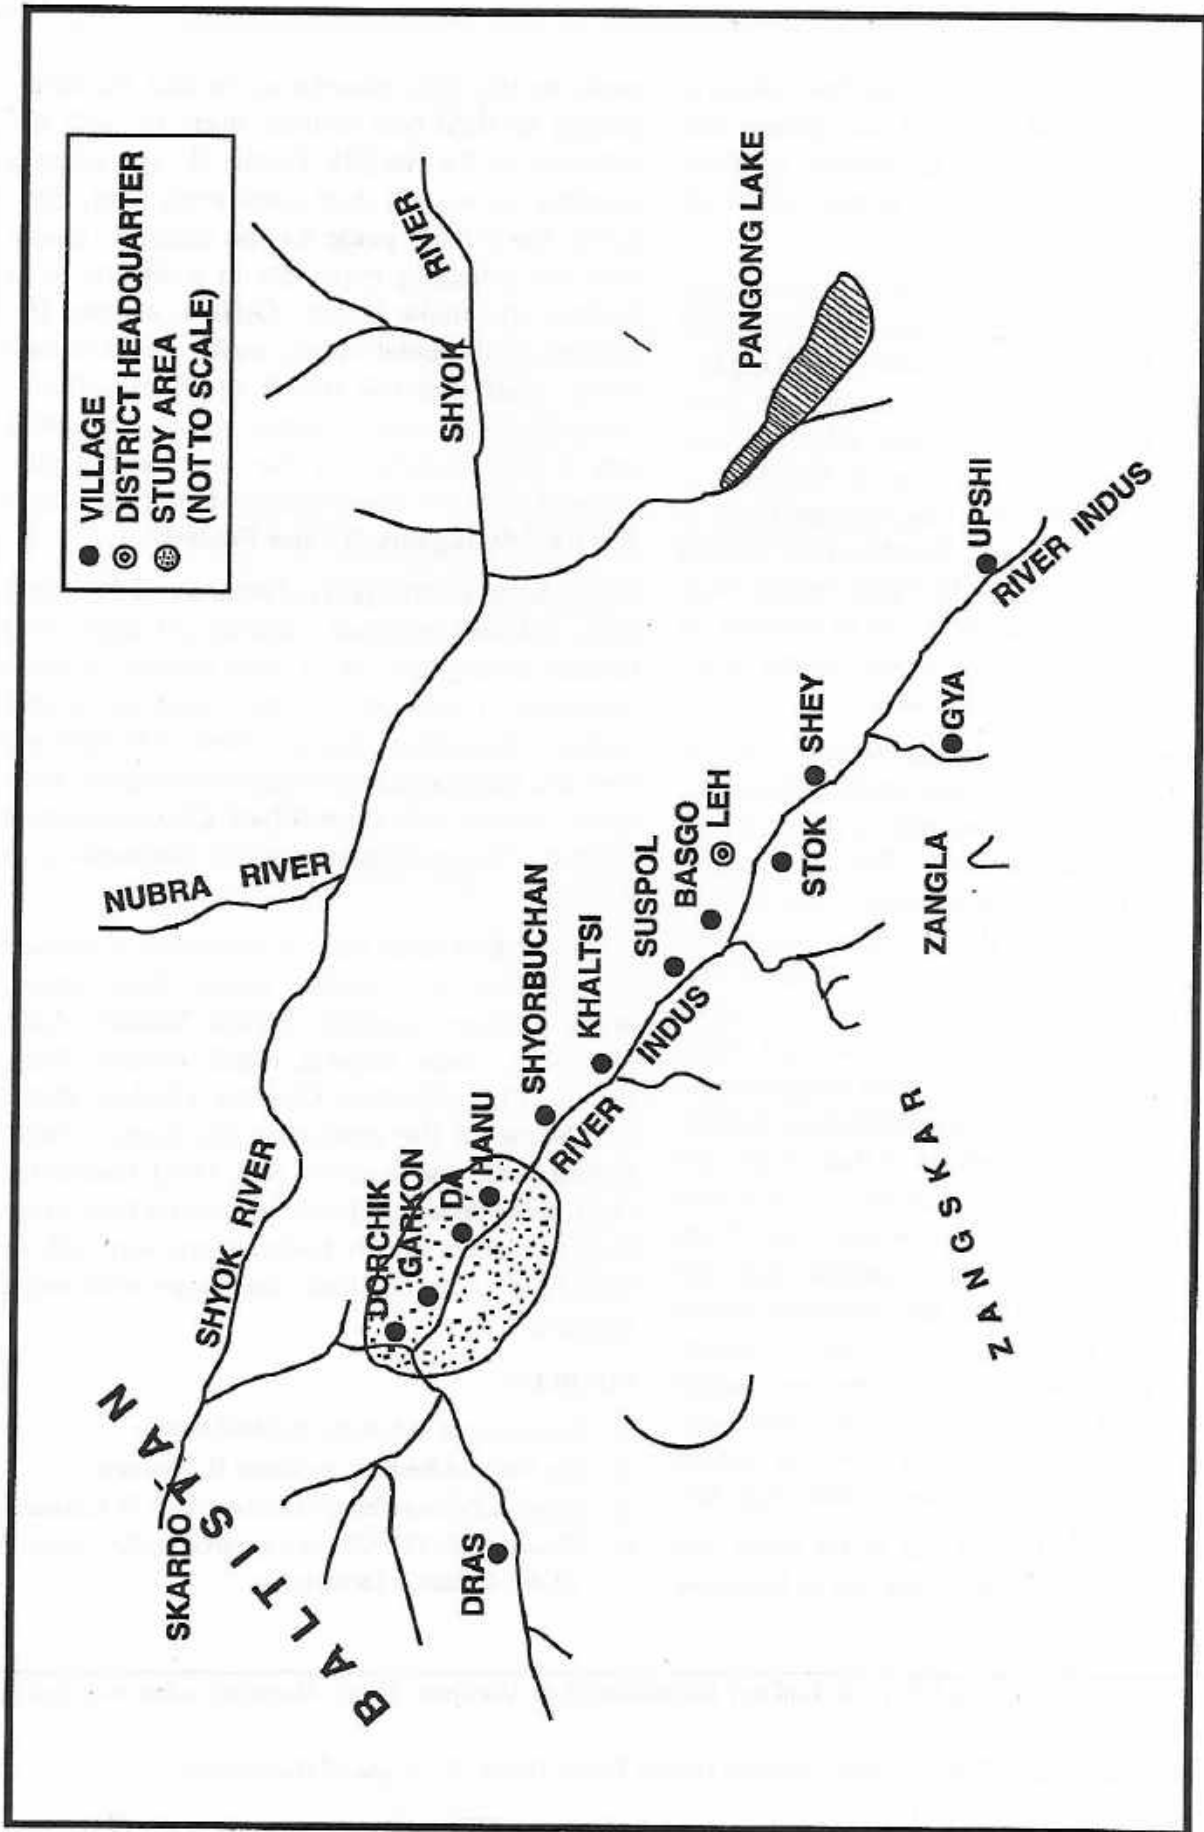 VILLAGE
DISTRICT HEADQUARTER
STUDY AREA
(NOT TO SCALE)
NUBRA RIVER
SHYOK RIVER
SHYOK RIVER
SKARDO
BALTISTAN
PANGONG LAKE
DORCHIK
GARKON
DA
HANU
SHYORBUCHAN
KHALTSI
SUSPOL
BASGO
LEH
SHEY
STOK
UPSHI
GYA
DRAS
RIVER INDUS
RIVER INDUS
ZANGLA
ZANGSKAR